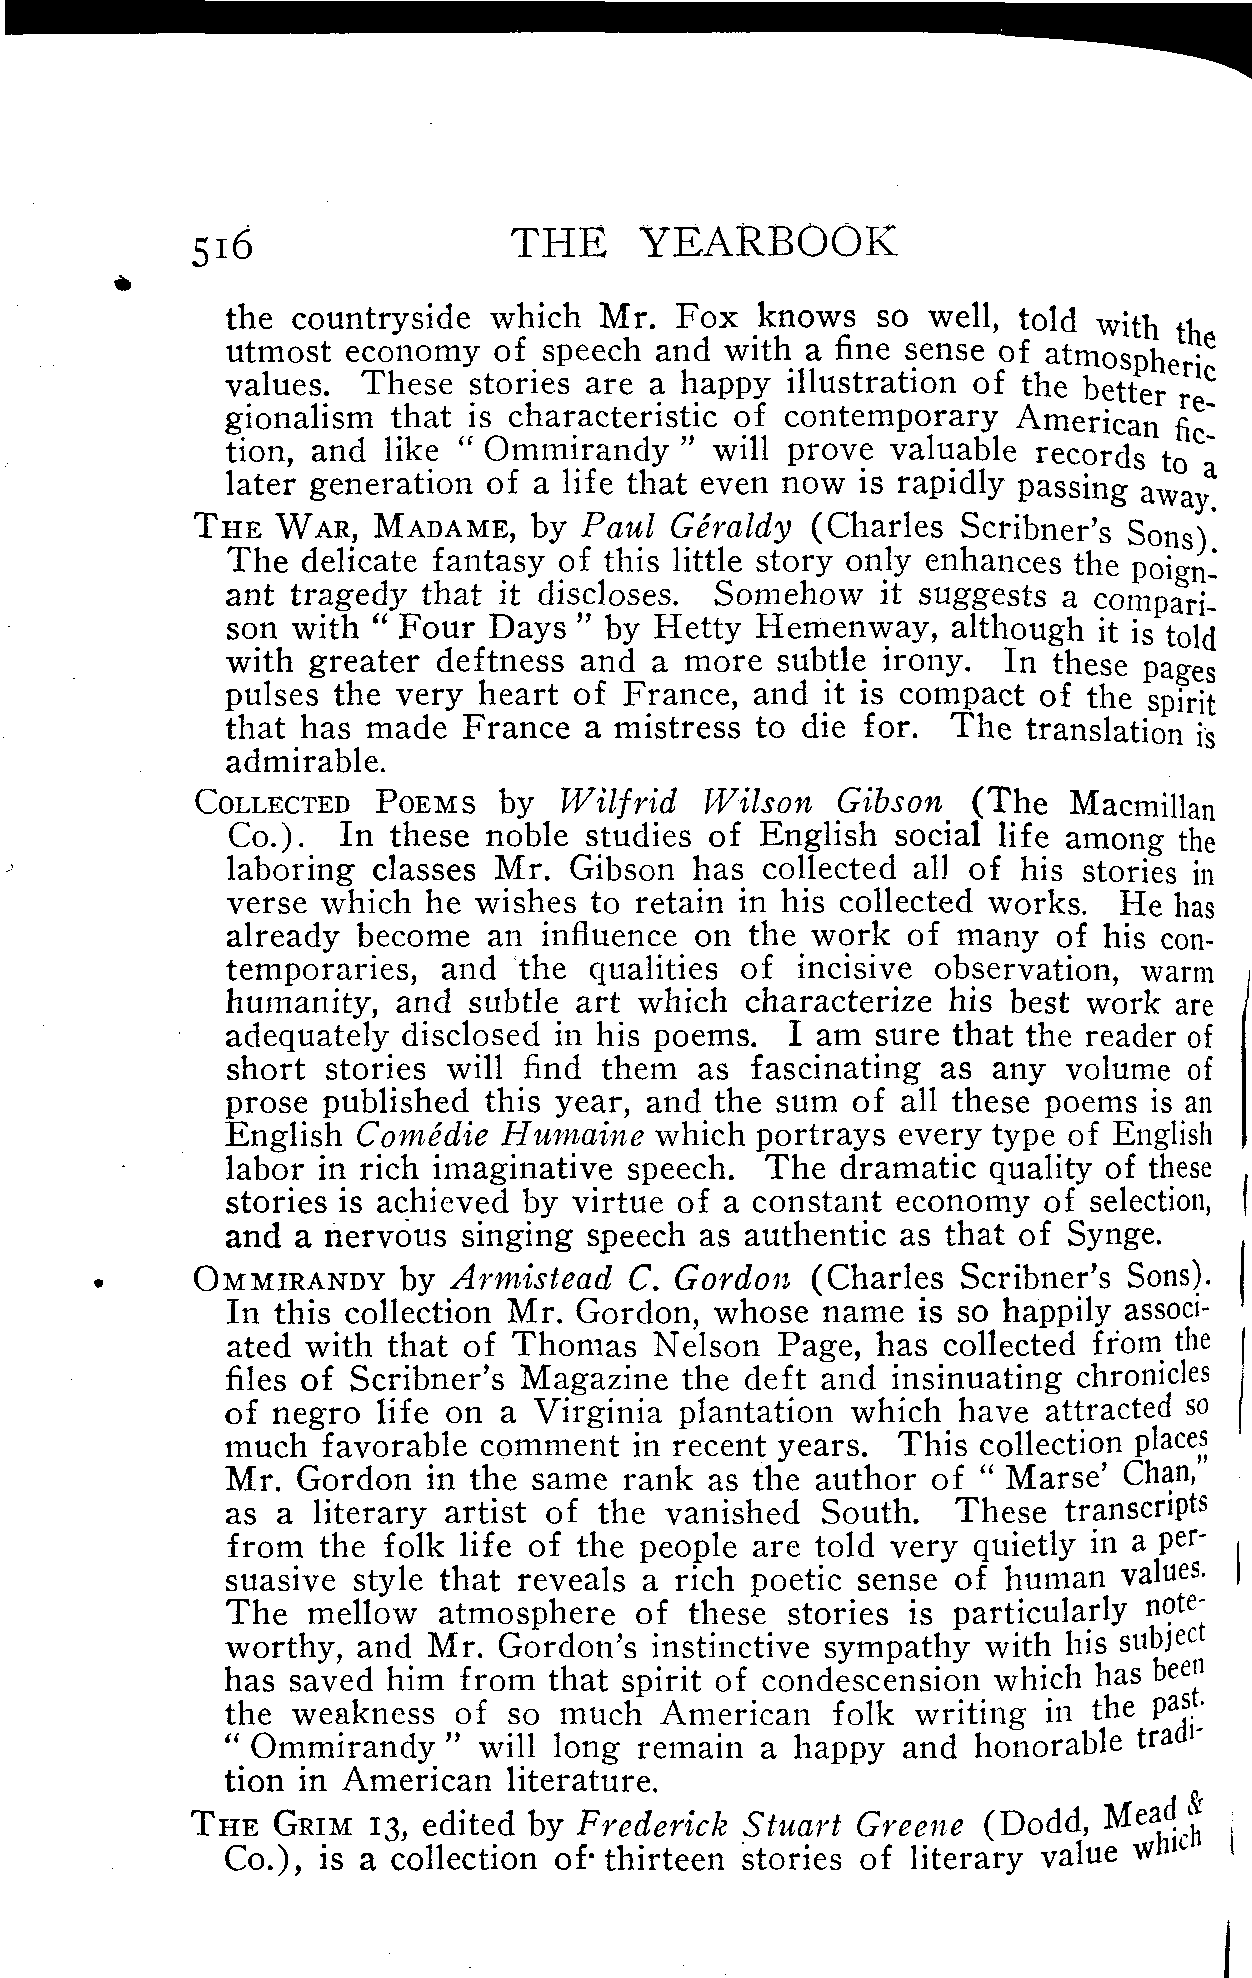 516 THE YEARBOOK
the countryside which Mr. Fox knows so well, told with the
utmost economy of speech and with a fine sense of atmospheric
values. These stories are a happy illustration of the better re-
gionalism that is characteristic of contemporary American fic-
tion, and like “ Ommirandy ” will prove valuable records to a
later generation of a life that even now is rapidly passing away.
THE WAR, MADAME, by Paul Géraldy (Charles Scribner's Sons).
The delicate fantasy of this little story only enhances the poign-
ant tragedy that it discloses. Somehow it suggests a compari-
son with “ Four Days ” by Hetty Hemenway, although it is told
with greater deftness and a more subtle irony. In these pages
pulses the very heart of France, and it is compact of the spirit
that has made France a mistress to die for. The translation is
admirable.
COLLECTED POEMS by Wilfrid Wilson Gibson (The Macmillan
Co.). In these noble studies of English social life among the
laboring classes Mr. Gibson has collected all of his stories in
verse which he wishes to retain in his collected works. He has
already become an influence on the work of many of his con-
temporaries, and the qualities of incisive observation, warm
humanity, and subtle art which characterize his best work are
adequately disclosed in his poems. I am sure that the reader of
short stories will find them as fascinating as any volume of
prose published this year, and the sum of all these poems is an
English Comédie Humaine which portrays every type of English
labor in rich imaginative speech. The dramatic quality of these
stories is achieved by virtue of a constant economy of selection,
and a nervous singing speech as authentic as that of Synge.
OMMIRANDY by Armistead C. Gordon (Charles Scribner's Sons).
In this collection Mr. Gordon, whose name is so happily associ-
ated with that of Thomas Nelson Page, has collected from the
files of Scribner's Magazine the deft and insinuating chronicles
of negro life on a Virginia plantation which have attracted so
much favorable comment in recent years. This collection places
Mr. Gordon in the same rank as the author of “ Marse' Chan,”
as a literary artist of the vanished South. These transcripts
from the folk life of the people are told very quietly in a per-
suasive style that reveals a rich poetic sense of human values.
The mellow atmosphere of these stories is particularly note-
worthy, and Mr. Gordon's instinctive sympathy with his subject
has saved him from that spirit of condescension which has been
the weakness of so much American folk writing in the past.
“ Ommirandy ” will long remain a happy and honorable tradi-
tion in American literature.
THE GRIM 13, edited by Frederick Stuart Greene (Dodd, Mead &
Co.), is a collection of thirteen stories of literary value which